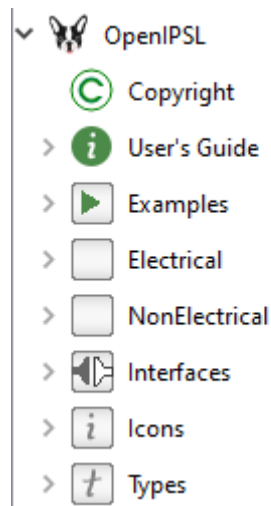 OpenIPSL
© Copyright
i User's Guide
Examples
Electrical
NonElectrical
Interfaces
i Icons
t Types